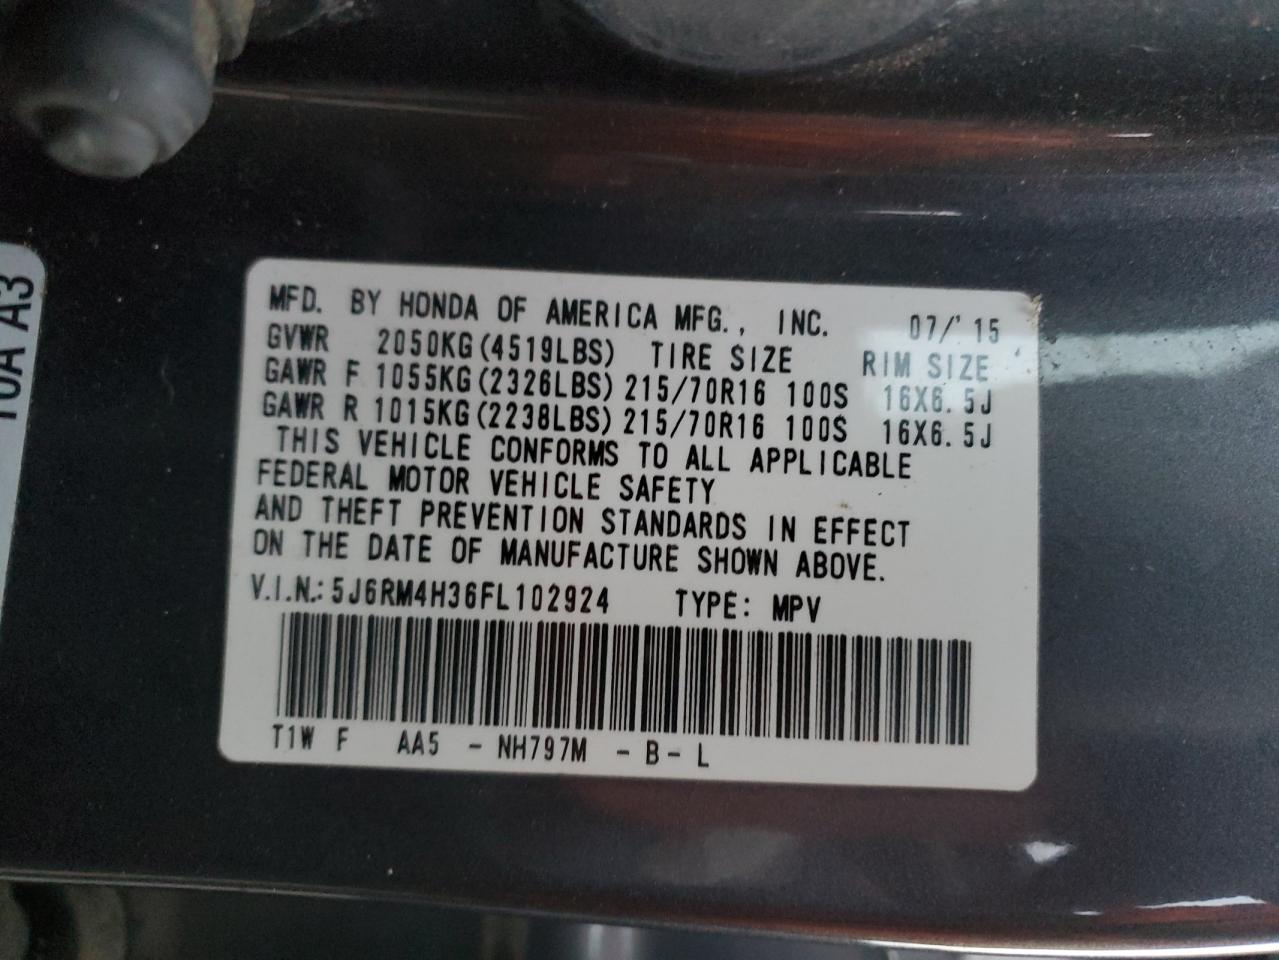 MFD. BY HONDA OF AMERICA MFG., INC. 07/'15
GVWR 2050KG(4519LBS) TIRE SIZE RIM SIZE
GAWR F 1055KG(2326LBS) 215/70R16 100S 16X6.5J
GAWR R 1015KG(2238LBS) 215/70R16 100S 16X6.5J
THIS VEHICLE CONFORMS TO ALL APPLICABLE
FEDERAL MOTOR VEHICLE SAFETY
AND THEFT PREVENTION STANDARDS IN EFFECT
ON THE DATE OF MANUFACTURE SHOWN ABOVE.
V.I.N.: 5J6RM4H36FL102924 TYPE: MPV
T1W F AA5 - NH797M - B - L
A3